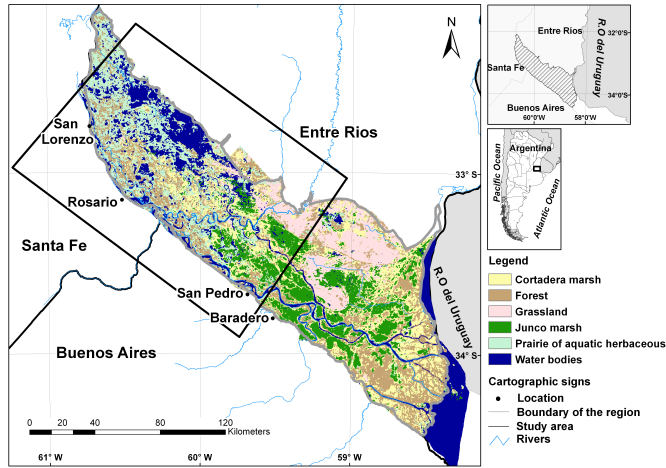 N
San
Lorenzo
Entre Rios
33° S
Rosario
Santa Fe
San Pedro
Baradero
R.O del Uruguay
Buenos Aires
34° S
0 20 40 80 120
Kilometers
61° W
60° W
59° W
Entre Rios
R.O del Uruguay
32°0'S
Santa Fe
34°0'S
Buenos Aires
60°0'W
58°0'W
Argentina
Pacific Ocean
Atlantic Ocean
Legend
Cortadera marsh
Forest
Grassland
Junco marsh
Prairie of aquatic herbaceous
Water bodies
Cartographic signs
Location
Boundary of the region
Study area
Rivers